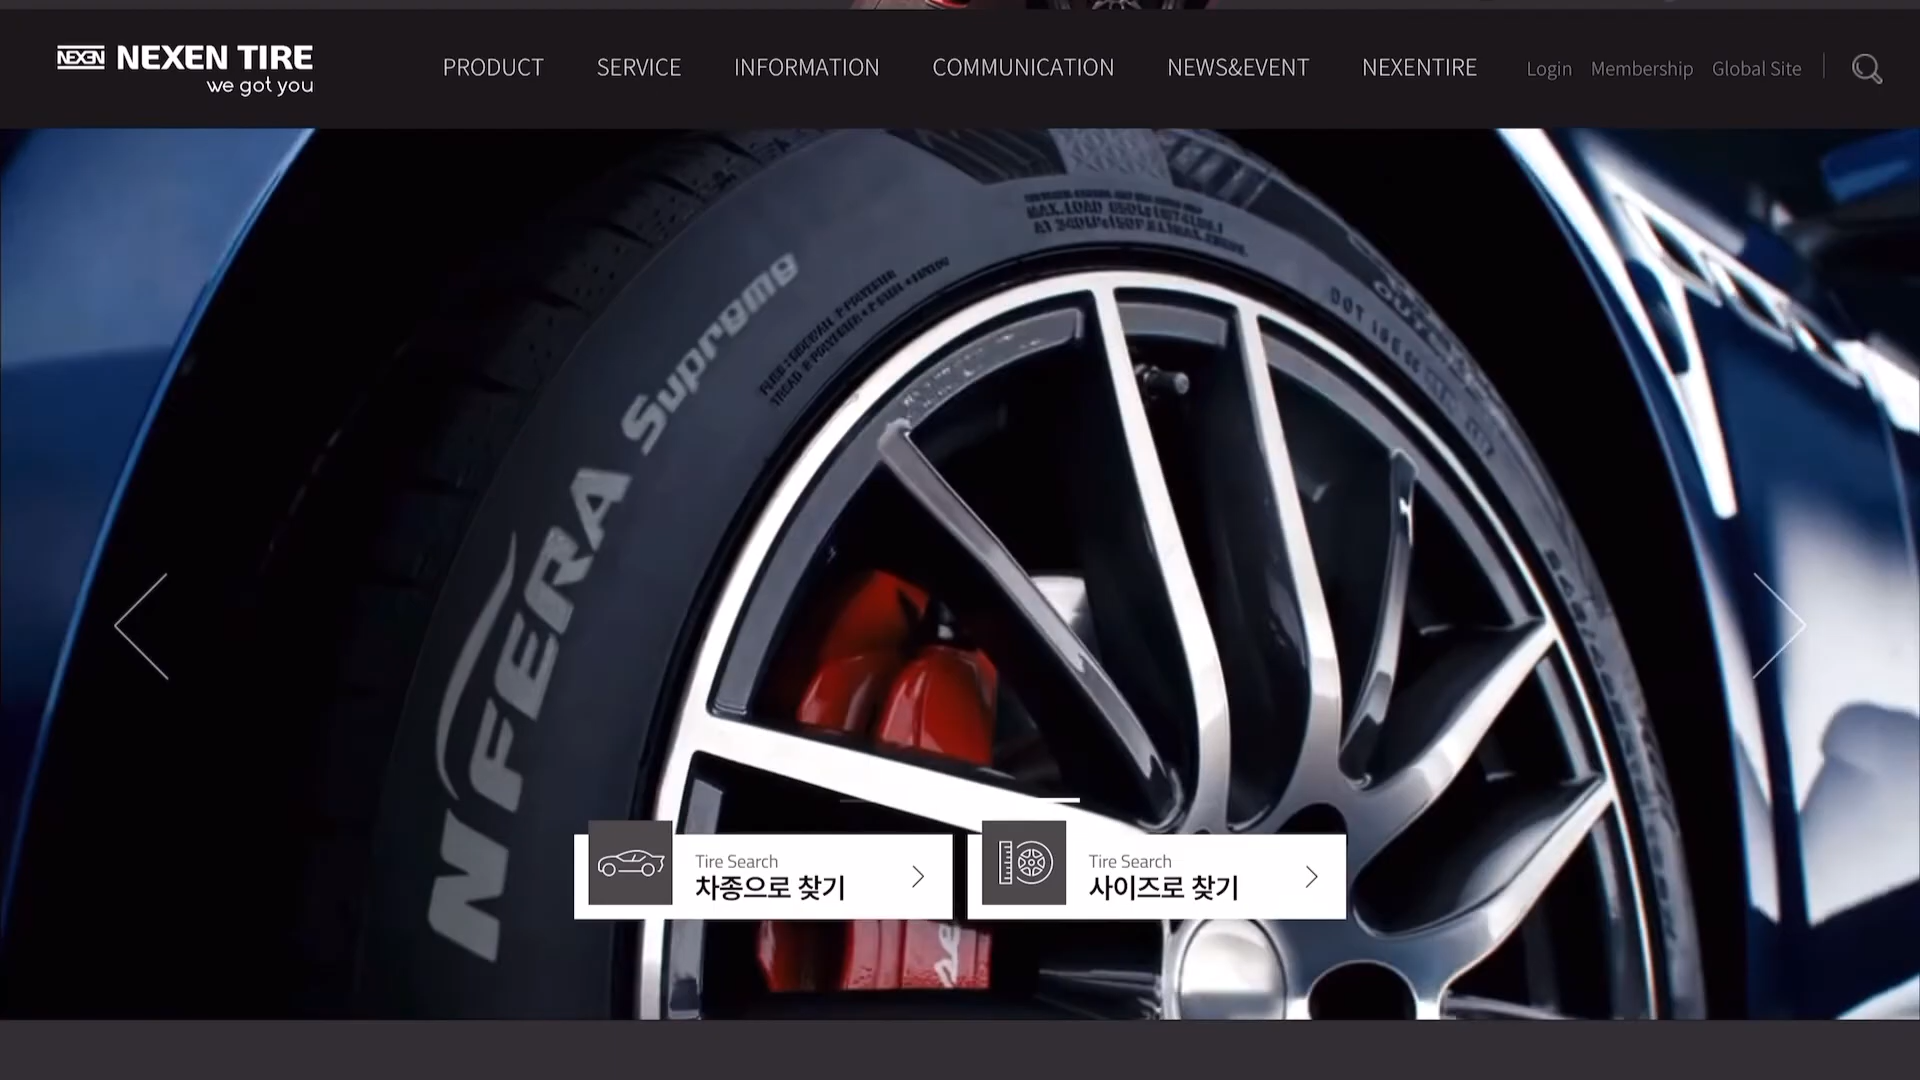 NEXEN NEXEN TIRE
we got you
PRODUCT SERVICE INFORMATION COMMUNICATION NEWS&EVENT NEXENTIRE Login Membership Global Site
N FERA Supreme
Tire Search
차종으로 찾기
Tire Search
사이즈로 찾기